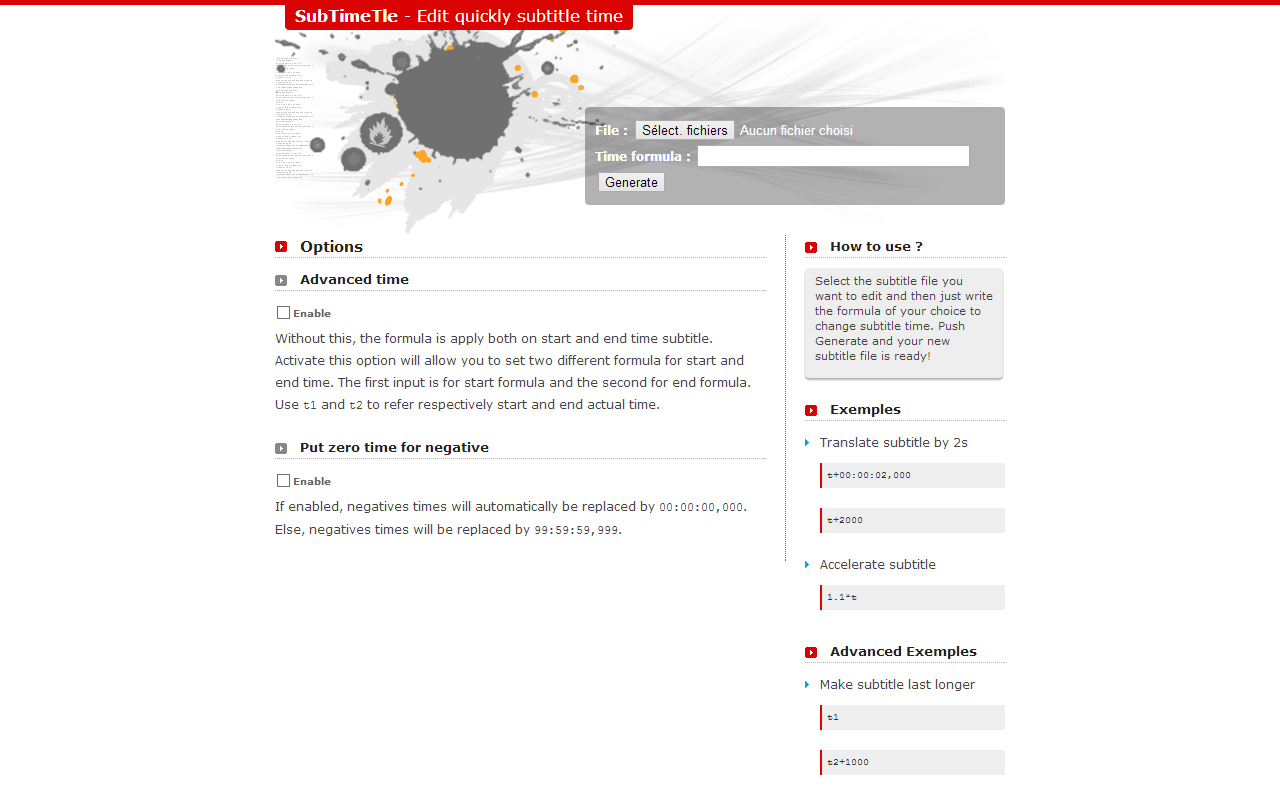 SubTimeTle - Edit quickly subtitle time
File : Sélect. fichiers Aucun fichier choisi
Time formula :
Generate
Options
Advanced time
Enable
Without this, the formula is apply both on start and end time subtitle.
Activate this option will allow you to set two different formula for start and
end time. The first input is for start formula and the second for end formula.
Use t1 and t2 to refer respectively start and end actual time.
Put zero time for negative
Enable
If enabled, negatives times will automatically be replaced by 00:00:00,000.
Else, negatives times will be replaced by 99:59:59,999.
How to use ?
Select the subtitle file you
want to edit and then just write
the formula of your choice to
change subtitle time. Push
Generate and your new
subtitle file is ready!
Exemples
Translate subtitle by 2s
t+00:00:02,000
t+2000
Accelerate subtitle
1.1*t
Advanced Exemples
Make subtitle last longer
t1
t2+1000